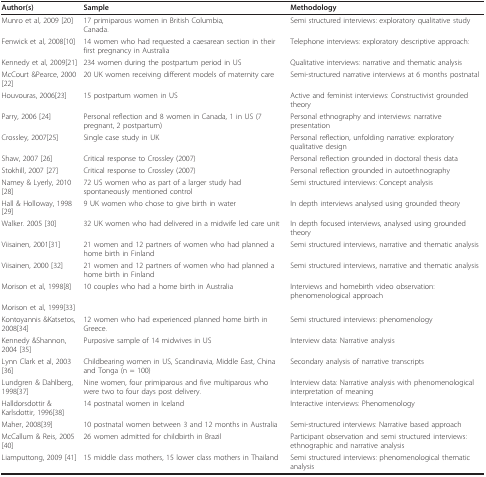 Author(s) Sample Methodology
Munro et al, 2009 [20] 17 primiparous women in British Columbia, Semi structured interviews: exploratory qualitative study
Canada.
Fenwick et al, 2008[10] 14 women who had requested a caesarean section in their Telephone interviews: exploratory descriptive approach:
first pregnancy in Australia
Kennedy et al, 2009[21] 234 women during the postpartum period in US Qualitative interviews: narrative and thematic analysis
McCourt &Pearce, 2000 20 UK women receiving different models of maternity care Semi-structured narrative interviews at 6 months postnatal
[22]
Houvouras, 2006[23] 15 postpartum women in US Active and feminist interviews: Constructivist grounded
theory
Parry, 2006 [24] Personal reflection and 8 women in Canada, 1 in US (7 Personal ethnography and interviews: narrative
pregnant, 2 postpartum) presentation
Crossley, 2007[25] Single case study in UK Personal reflection, unfolding narrative: exploratory
qualitative design
Shaw, 2007 [26] Critical response to Crossley (2007) Personal reflection grounded in doctoral thesis data
Stokhill, 2007 [27] Critical response to Crossley (2007) Personal reflection grounded in autoethnography
Namey & Lyerly, 2010 72 US women who as part of a larger study had Semi structured interviews: Concept analysis
[28] spontaneously mentioned control
Hall & Holloway, 1998 9 UK women who chose to give birth in water In depth interviews analysed using grounded theory
[29]
Walker. 2005 [30] 32 UK women who had delivered in a midwife led care unit In depth focused interviews, analysed using grounded
theory
Viisainen, 2001[31] 21 women and 12 partners of women who had planned a Semi structured interviews, narrative and thematic analysis
home birth in Finland
Viisainen, 2000 [32] 21 women and 12 partners of women who had planned a Semi structured interviews, narrative and thematic analysis
home birth in Finland
Morison et al, 1998[8] 10 couples who had a home birth in Australia Interviews and homebirth video observation:
phenomenological approach
Morison et al, 1999[33]
Kontoyannis &Katsetos, 12 women who had experienced planned home birth in Semi structured interviews: phenomenology
2008[34] Greece.
Kennedy &Shannon, Purposive sample of 14 midwives in US Interview data: Narrative analysis
2004 [35]
Lynn Clark et al, 2003 Childbearing women in US, Scandinavia, Middle East, China Secondary analysis of narrative transcripts
[36] and Tonga (n = 100)
Lundgren & Dahlberg, Nine women, four primiparous and five multiparous who Interview data: Narrative analysis with phenomenological
1998[37] were two to four days post delivery. interpretation of meaning
Halldorsdottir & 14 postnatal women in Iceland Interactive interviews: Phenomenology
Karlsdottir, 1996[38]
Maher, 2008[39] 10 postnatal women between 3 and 12 months in Australia Semi-structured interviews: Narrative based approach
McCallum & Reis, 2005 26 women admitted for childbirth in Brazil Participant observation and semi structured interviews:
[40] ethnographic and narrative analysis
Liamputtong, 2009 [41] 15 middle class mothers, 15 lower class mothers in Thailand Semi structured interviews: phenomenological thematic
analysis